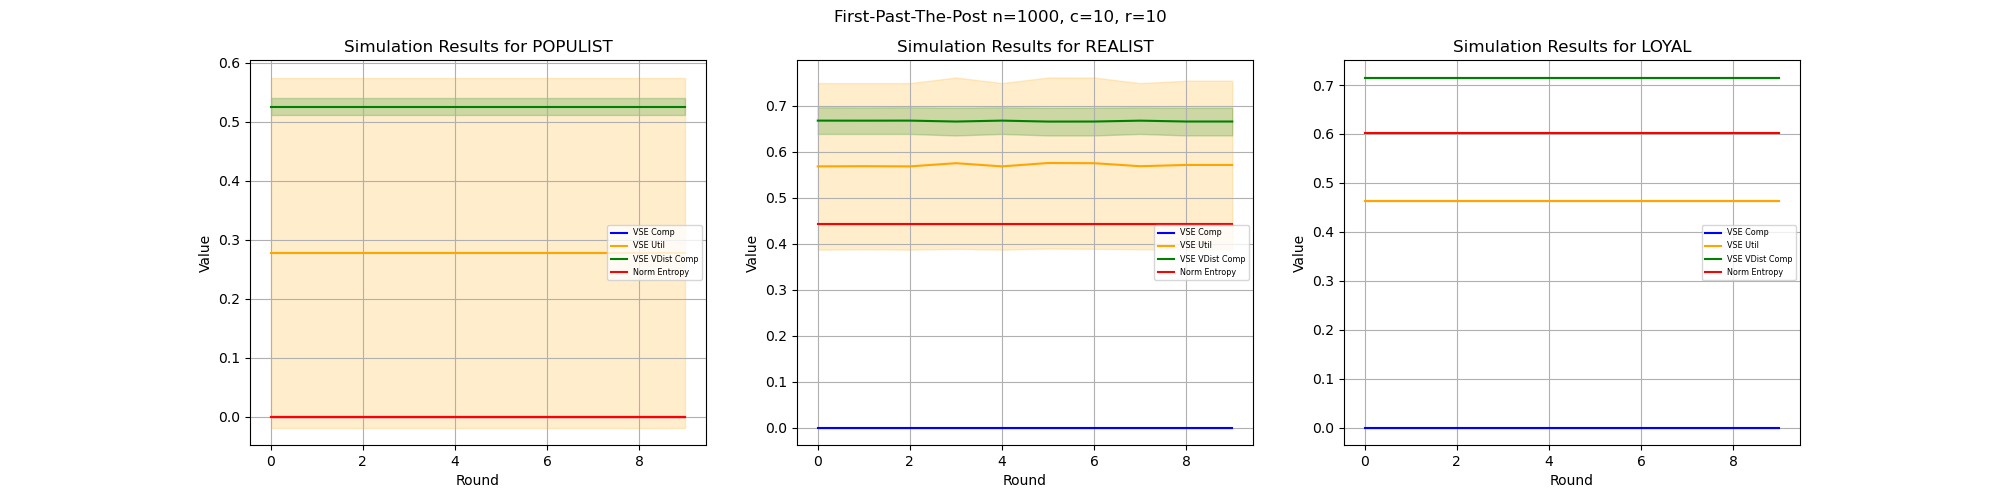 First-Past-The-Post n=1000, c=10, r=10
Simulation Results for POPULIST
0.6
0.5
0.4
0.3
0.2
0.1
0.0
Value
0 2 4 6 8
Round
VSE Comp
VSE Util
VSE VDist Comp
Norm Entropy
Simulation Results for REALIST
0.7
0.6
0.5
0.4
0.3
0.2
0.1
0.0
Value
0 2 4 6 8
Round
VSE Comp
VSE Util
VSE VDist Comp
Norm Entropy
Simulation Results for LOYAL
0.7
0.6
0.5
0.4
0.3
0.2
0.1
0.0
Value
0 2 4 6 8
Round
VSE Comp
VSE Util
VSE VDist Comp
Norm Entropy